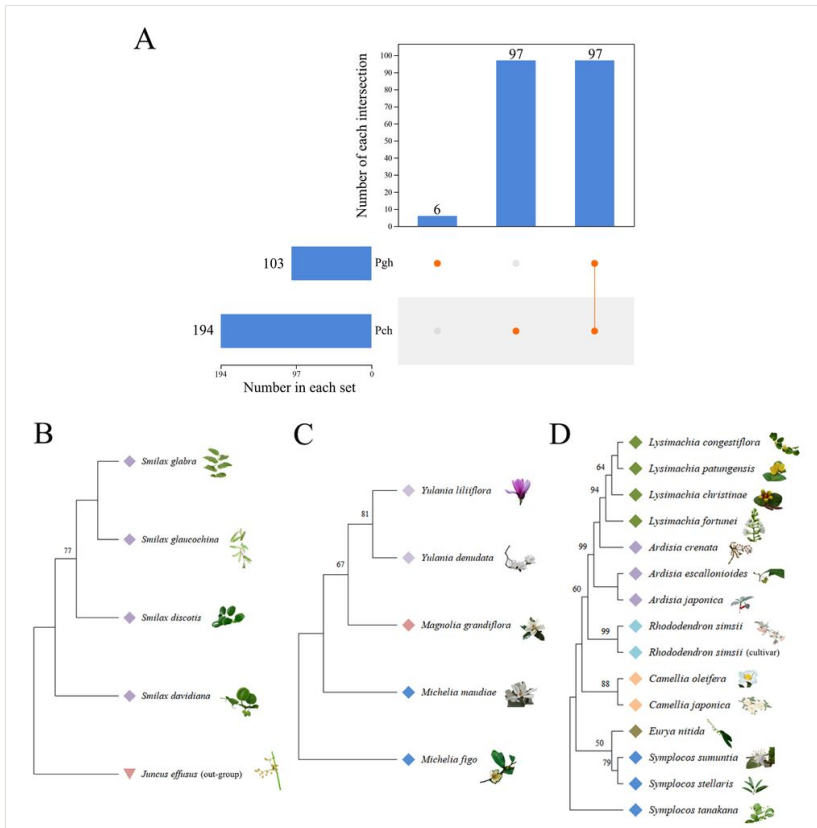 A
Number of each intersection
100
90
80
70
60
50
40
30
20
10
0
6
97
97
103
Pgh
194
Pch
194
97
0
Number in each set
B
Smilax glabra
Smilax glaucochina
77
Smilax discotis
Smilax davidiana
Juncus effusus (out-group)
C
Yulania liliiflora
81
Yulania denudata
67
Magnolia grandiflora
Michelia maudiae
Michelia figo
D
Lysimachia congestiflora
64
Lysimachia patungensis
94
Lysimachia christinae
Lysimachia fortunei
99
Ardisia crenata
Ardisia escallonioides
60
Ardisia japonica
Rhododendron simsii
99
Rhododendron simsii (cultivar)
Camellia oleifera
88
Camellia japonica
Eurya nitida
50
Symplocos sumuntia
79
Symplocos stellaris
Symplocos tanakana